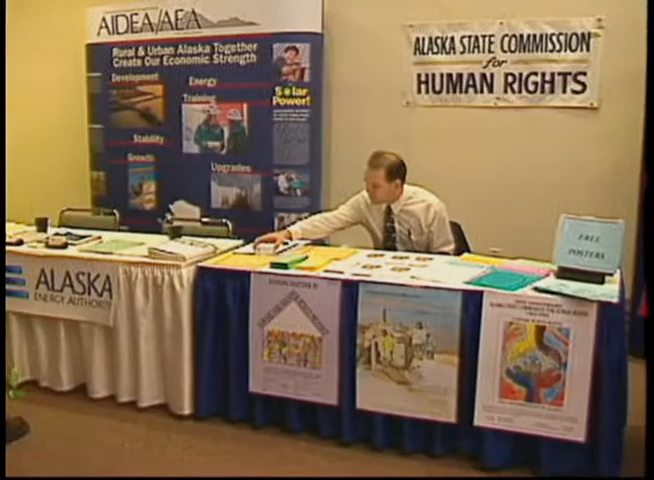 AIDEA/AEA
Rural & Urban Alaska Together
Create Our Economic Strength
Development
Energy
Training
Solar
Power!
Stability
Growth
Upgrades
ALASKA STATE COMMISSION
for
HUMAN RIGHTS
FREE
POSTERS
ALASKA
ENERGY AUTHORITY